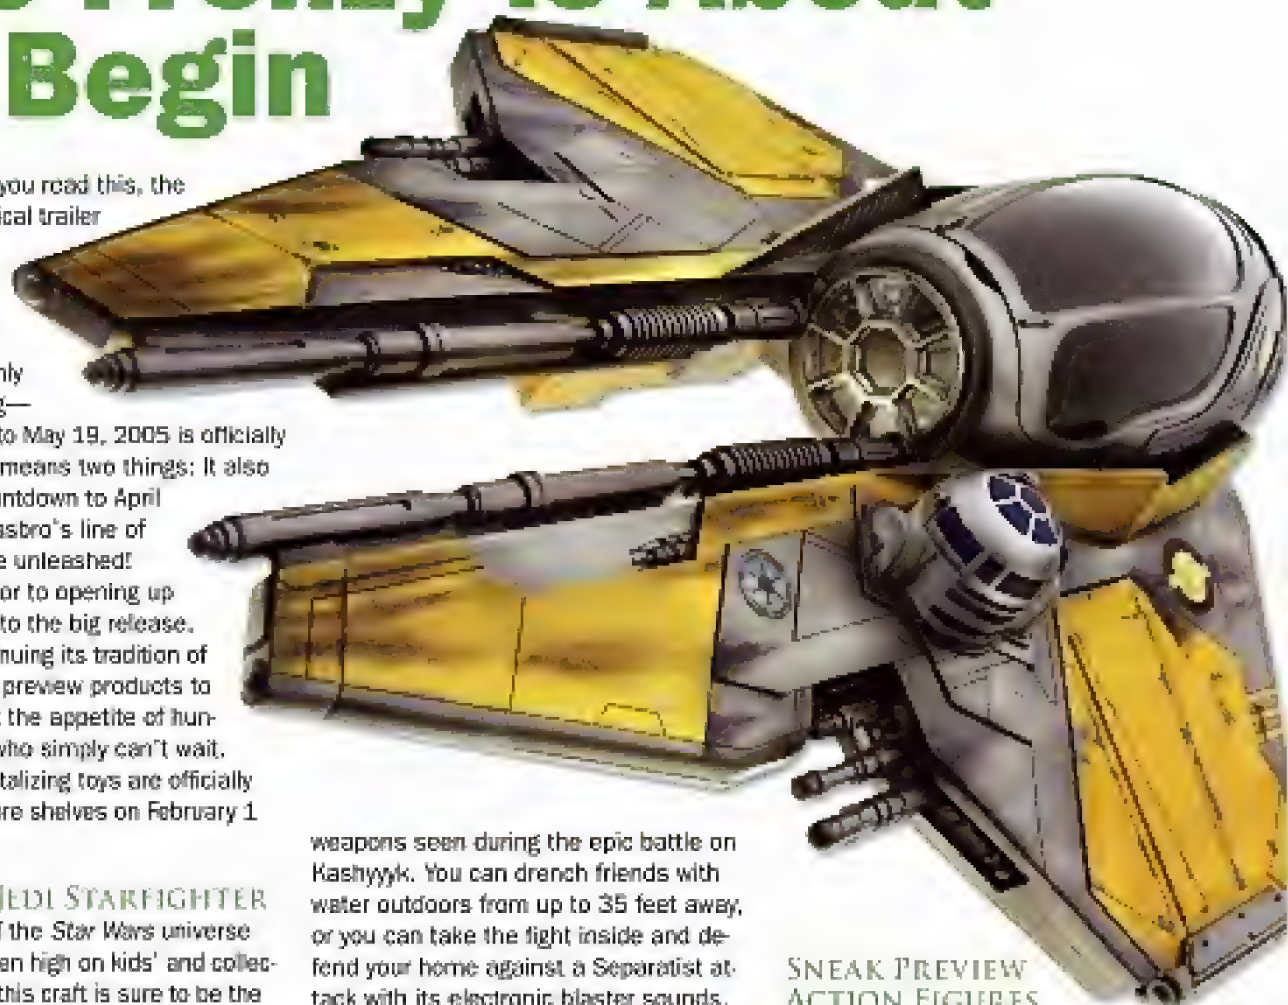 Frenzy Is About
Begin
you read this, the
ical trailer
nly
g—
to May 19, 2005 is officially
means two things: It also
untdown to April
asbro's line of
e unleashed!
or to opening up
to the big release,
nuing its tradition of
preview products to
t the appetite of hun-
who simply can't wait.
talizing toys are officially
ore shelves on February 1
JEDI STARFIGHTER
f the Star Wars universe
en high on kids' and collec-
this craft is sure to be the
weapons seen during the epic battle on
Kashyyyk. You can drench friends with
water outdoors from up to 35 feet away,
or you can take the fight inside and de-
fend your home against a Separatist at-
tack with its electronic blaster sounds.
SNEAK PREVIEW
ACTION FIGURES